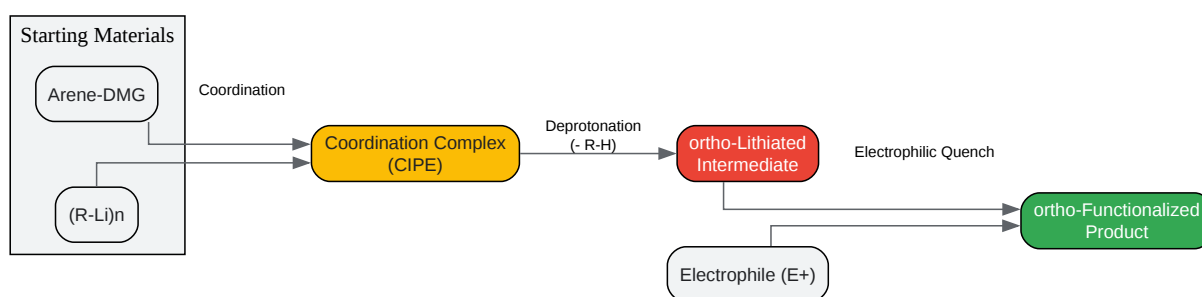 Starting Materials
Arene-DMG
(R-Li)n
Coordination
Coordination Complex
(CIPE)
Deprotonation
(- R-H)
ortho-Lithiated
Intermediate
Electrophilic Quench
Electrophile (E+)
ortho-Functionalized
Product